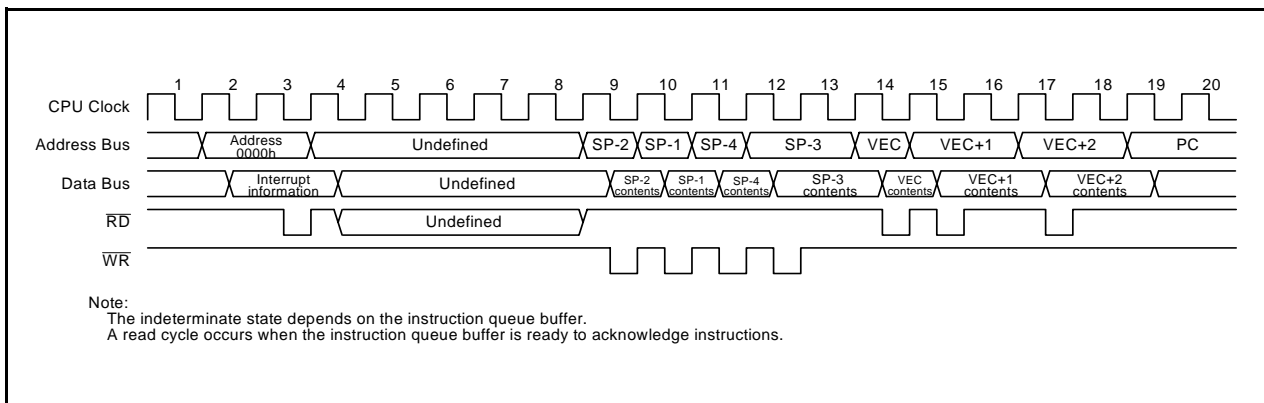 1 2 3 4 5 6 7 8 9 10 11 12 13 14 15 16 17 18 19 20
CPU Clock
Address Bus Address 0000h Undefined SP-2 SP-1 SP-4 SP-3 VEC VEC+1 VEC+2 PC
Data Bus Interrupt information Undefined SP-2 contents SP-1 contents SP-4 contents SP-3 contents VEC contents VEC+1 contents VEC+2 contents
RD Undefined
WR
Note:
The indeterminate state depends on the instruction queue buffer.
A read cycle occurs when the instruction queue buffer is ready to acknowledge instructions.